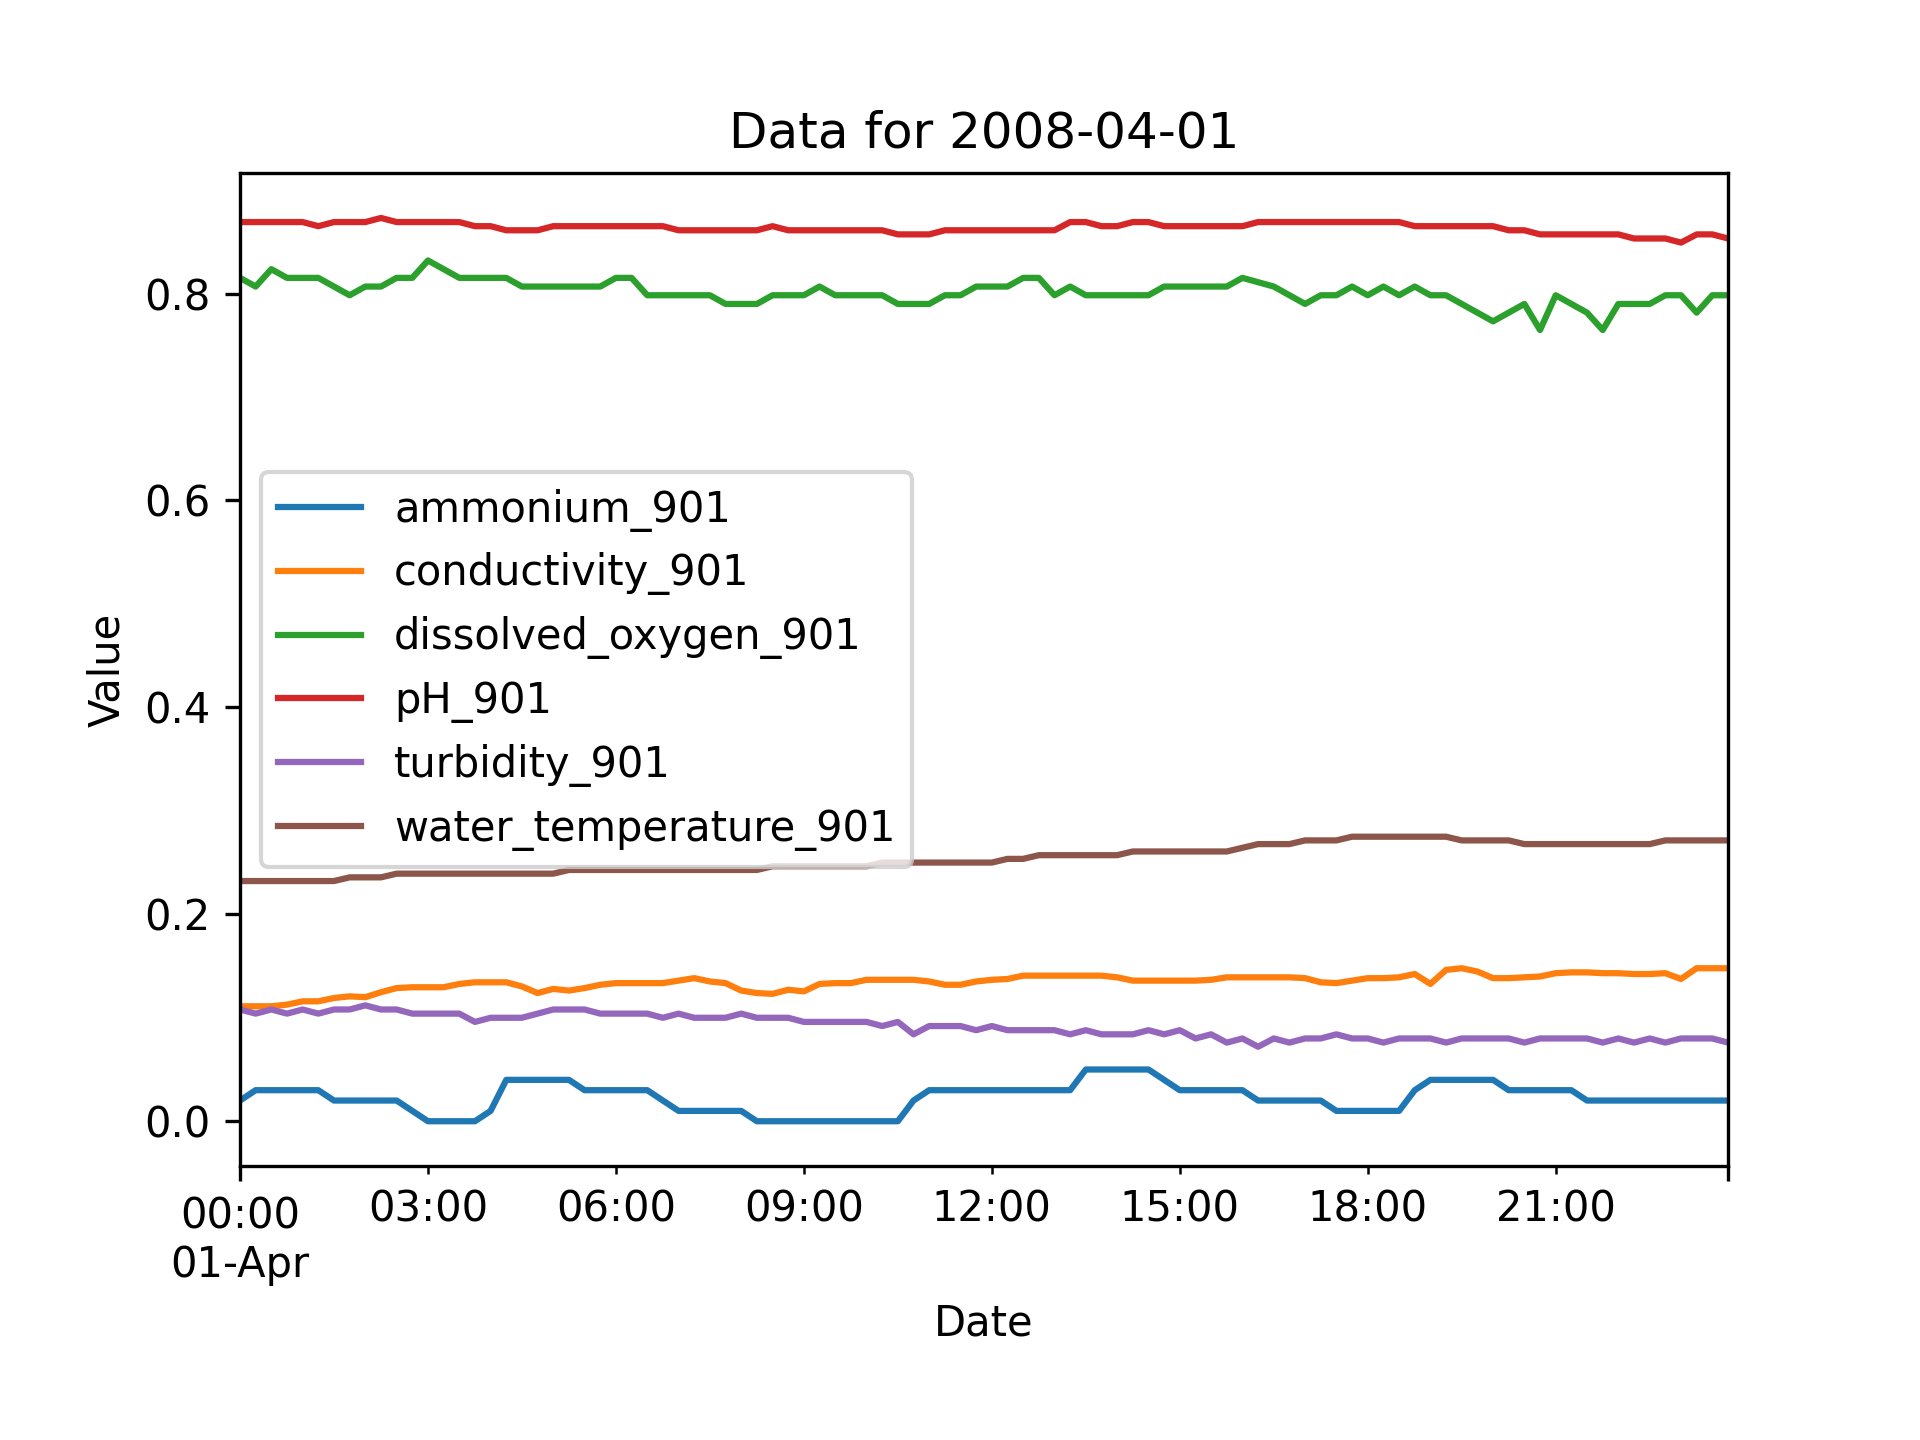 Data for 2008-04-01
Value
0.8
0.6
0.4
0.2
0.0
ammonium_901
conductivity_901
dissolved_oxygen_901
pH_901
turbidity_901
water_temperature_901
00:00 03:00 06:00 09:00 12:00 15:00 18:00 21:00
01-Apr
Date